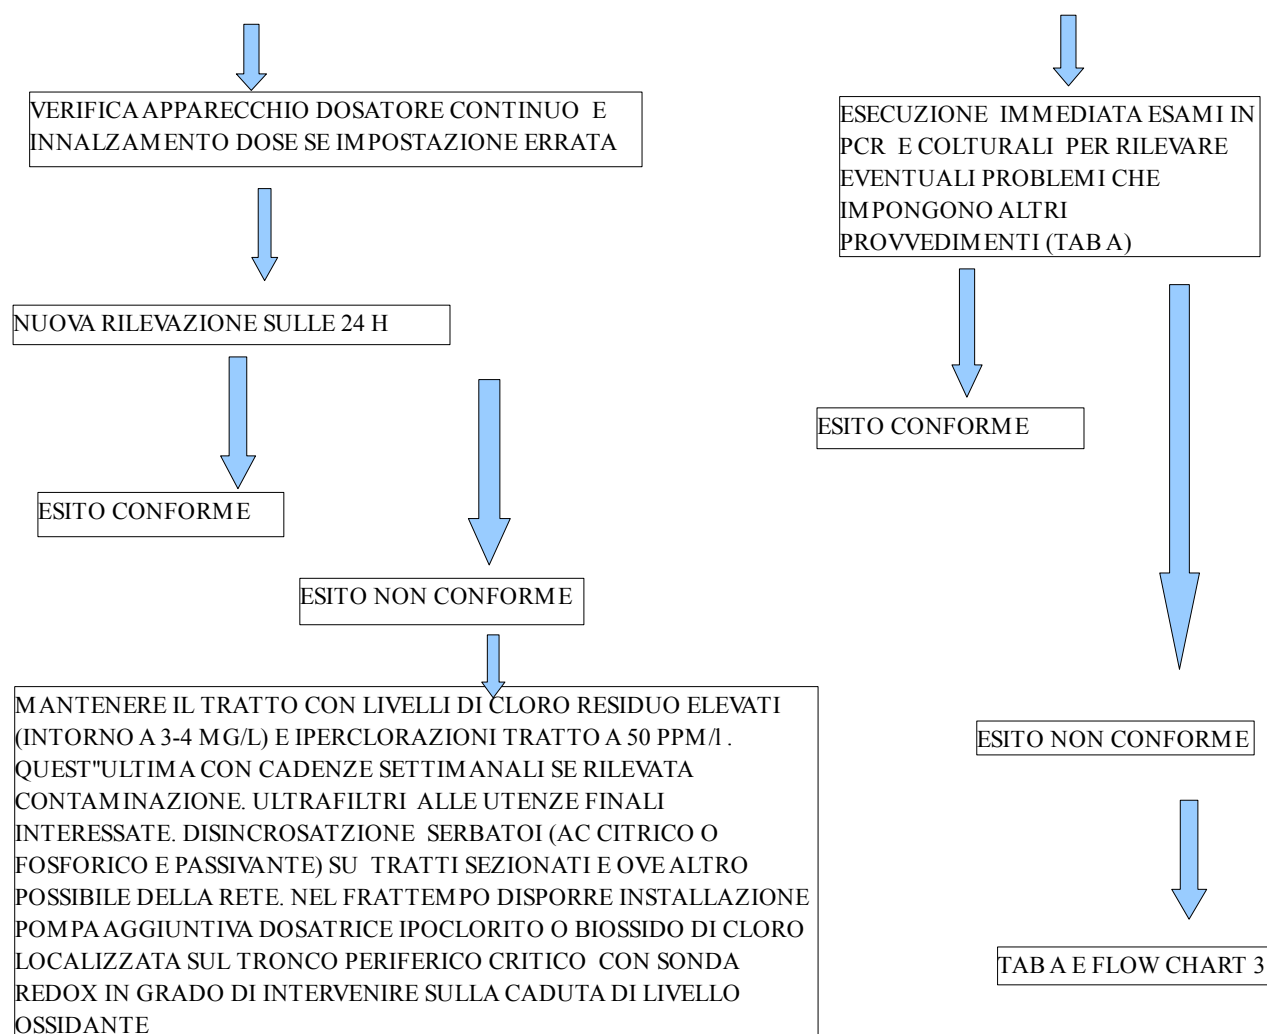 VERIFICA APPARECCHIO DOSATORE CONTINUO E
INNALZAMENTO DOSE SE IMPOSTAZIONE ERRATA
NUOVA RILEVAZIONE SULLE 24 H
ESITO CONFORME
ESITO NON CONFORME
MANTENERE IL TRATTO CON LIVELLI DI CLORO RESIDUO ELEVATI
(INTORNO A 3-4 MG/L) E IPERCLORAZIONI TRATTO A 50 PPM/l .
QUEST"ULTIMA CON CADENZE SETTIMANALI SE RILEVATA
CONTAMINAZIONE. ULTRAFILTRI ALLE UTENZE FINALI
INTERESSATE. DISINCROSATZIONE SERBATOI (AC CITRICO O
FOSFORICO E PASSIVANTE) SU TRATTI SEZIONATI E OVE ALTRO
POSSIBILE DELLA RETE. NEL FRATTEMPO DISPORRE INSTALLAZIONE
POMPA AGGIUNTIVA DOSATRICE IPOCLORITO O BIOSSIDO DI CLORO
LOCALIZZATA SUL TRONCO PERIFERICO CRITICO CON SONDA
REDOX IN GRADO DI INTERVENIRE SULLA CADUTA DI LIVELLO
OSSIDANTE
ESECUZIONE IMMEDIATA ESAMI IN
PCR E COLTURALI PER RILEVARE
EVENTUALI PROBLEMI CHE
IMPONGONO ALTRI
PROVVEDIMENTI (TAB A)
ESITO CONFORME
ESITO NON CONFORME
TAB A E FLOW CHART 3